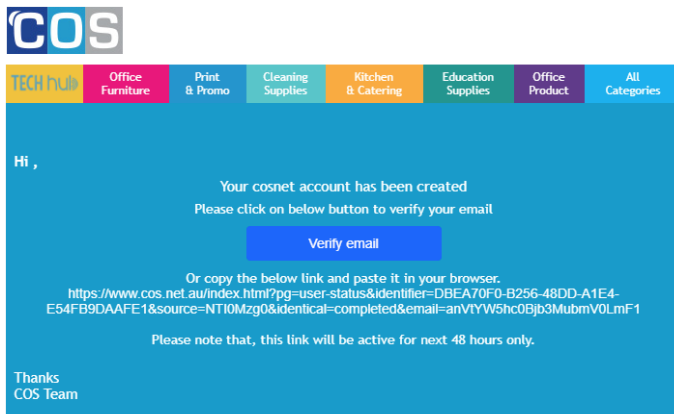 COS
TECH hub
Office Furniture
Print & Promo
Cleaning Supplies
Kitchen & Catering
Education Supplies
Office Product
All Categories
Hi ,
Your cosnet account has been created
Please click on below button to verify your email
Verify email
Or copy the below link and paste it in your browser.
https://www.cos.net.au/index.html?pg=user-status&identifier=DBEA70F0-B256-48DD-A1E4-
E54FB9DAAFE1&source=NTI0Mzg0&identical=completed&email=anVtYW5hc0Bjb3MubmV0LmF1
Please note that, this link will be active for next 48 hours only.
Thanks
COS Team